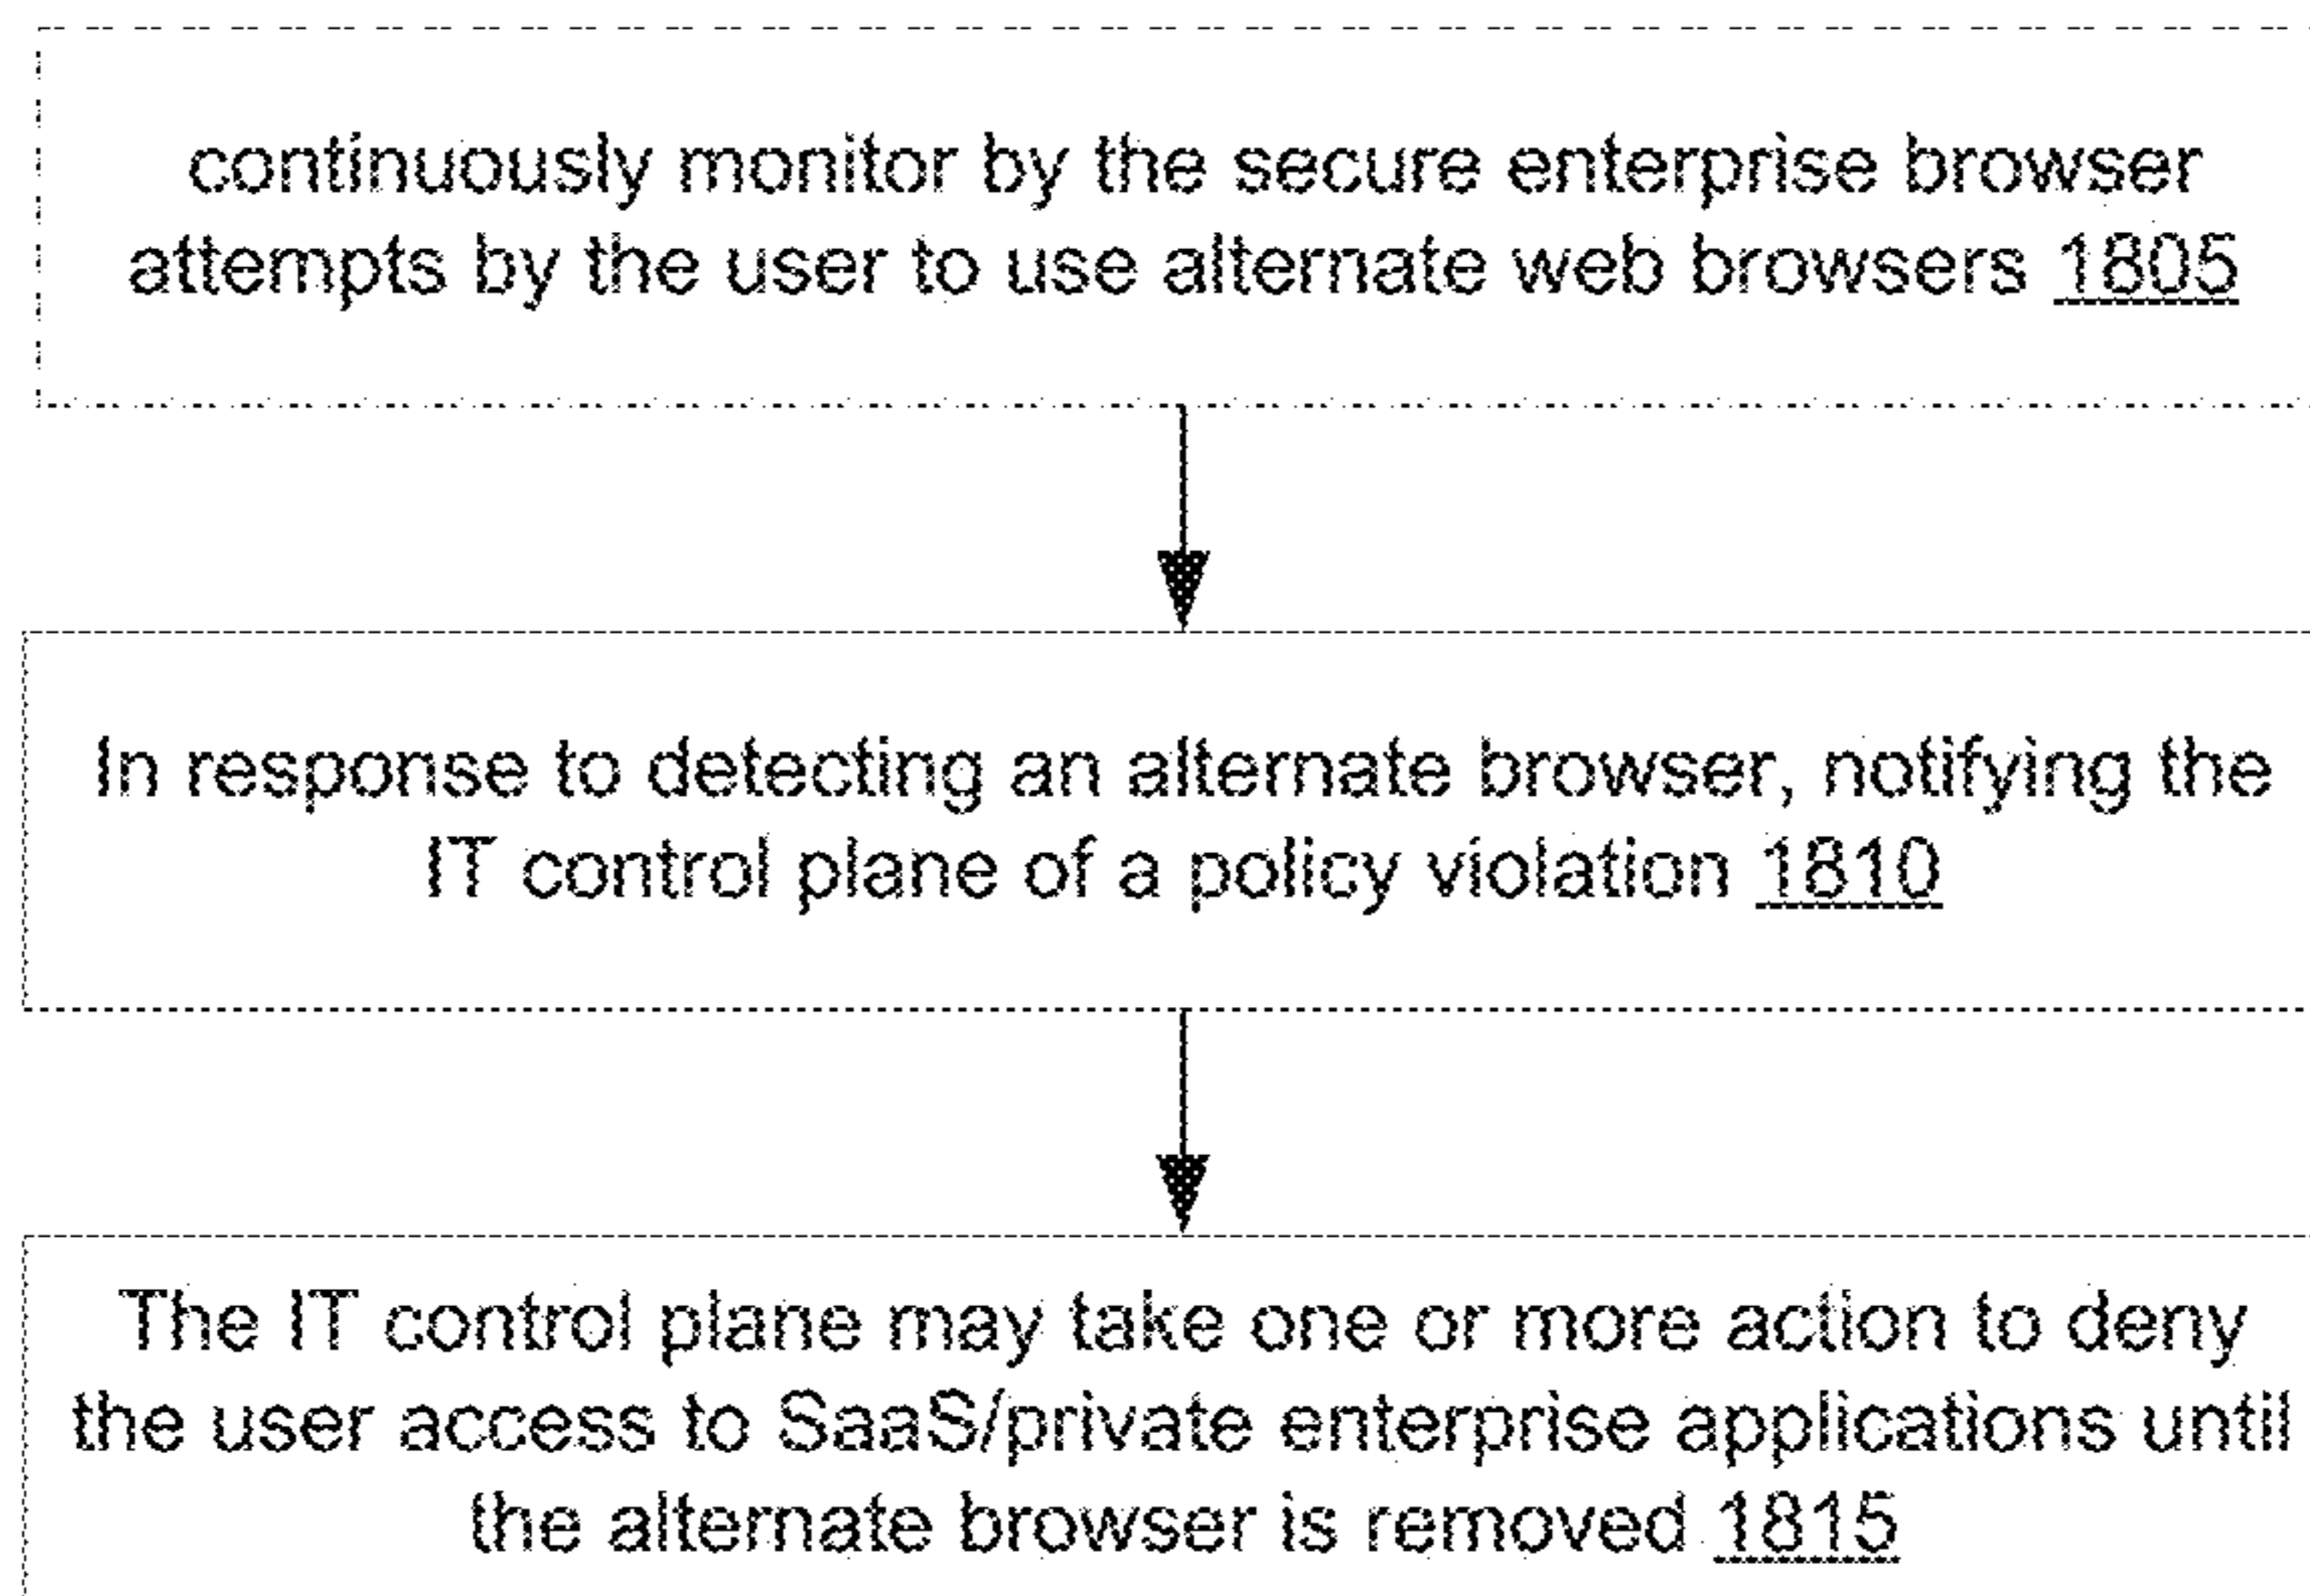 continuously monitor by the secure enterprise browser
attempts by the user to use alternate web browsers 1805
In response to detecting an alternate browser, notifying the
IT control plane of a policy violation 1810
The IT control plane may take one or more action to deny
the user access to SaaS/private enterprise applications until
the alternate browser is removed 1815